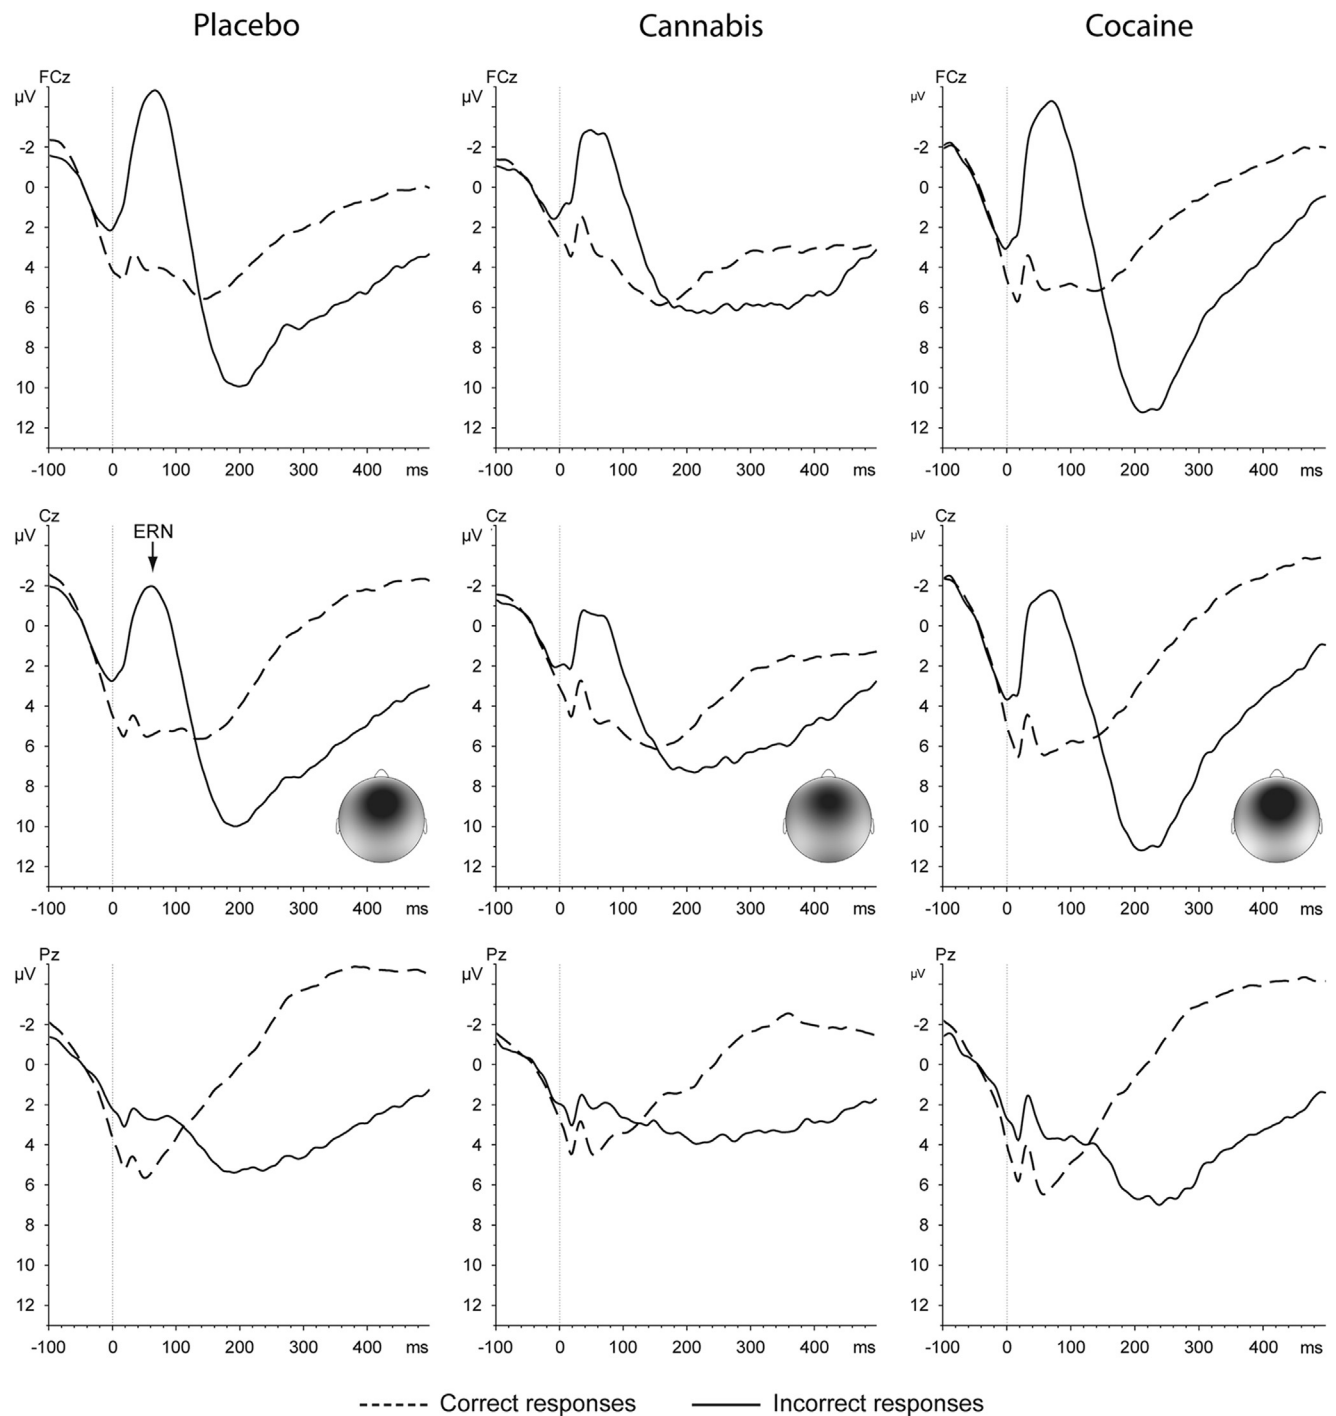 Placebo Cannabis Cocaine
FCz FCz FCz
µV µV µV
-2 -2 -2
0 0 0
2 2 2
4 4 4
6 6 6
8 8 8
10 10 10
12 12 12
-100 0 100 200 300 400 ms -100 0 100 200 300 400 ms -100 0 100 200 300 400 ms
Cz Cz Cz
µV ERN µV µV
-2 -2 -2
0 0 0
2 2 2
4 4 4
6 6 6
8 8 8
10 10 10
12 12 12
-100 0 100 200 300 400 ms -100 0 100 200 300 400 ms -100 0 100 200 300 400 ms
Pz Pz Pz
µV µV µV
-2 -2 -2
0 0 0
2 2 2
4 4 4
6 6 6
8 8 8
10 10 10
12 12 12
-100 0 100 200 300 400 ms -100 0 100 200 300 400 ms -100 0 100 200 300 400 ms
Correct responses Incorrect responses